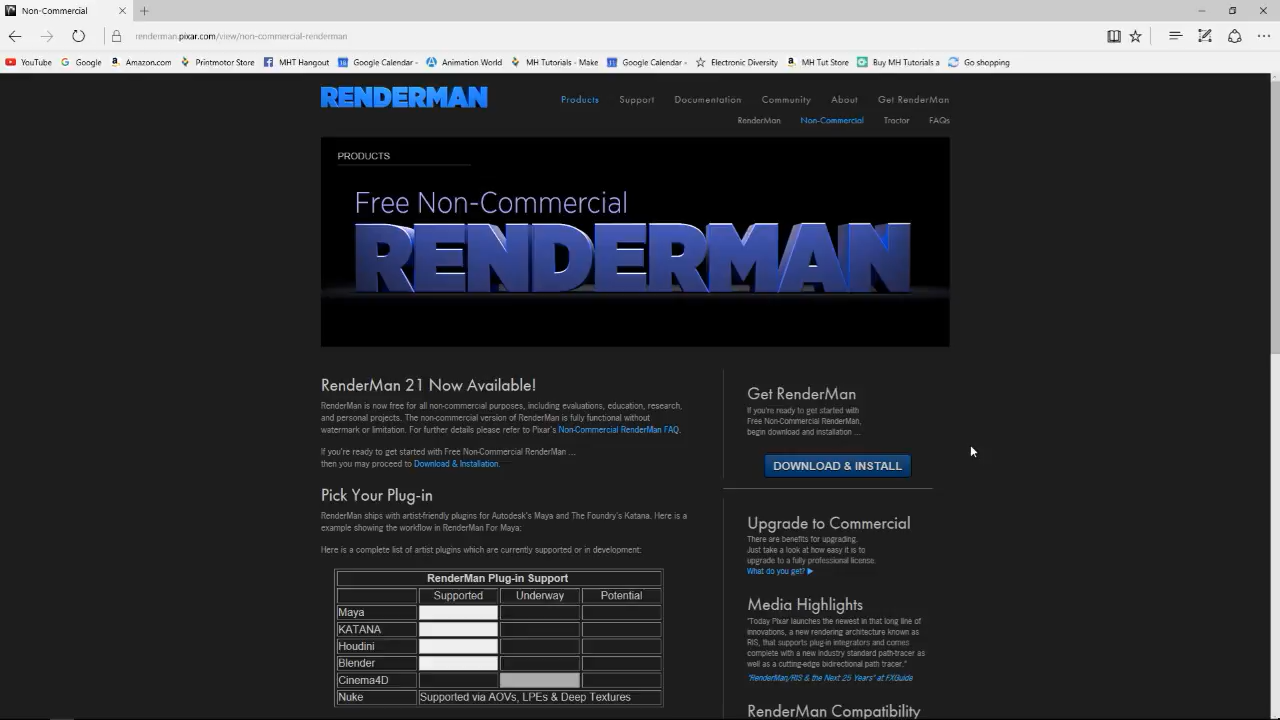 Non-Commercial
renderman.pixar.com/view/non-commercial-renderman
YouTube Google Amazon.com Printmotor Store MHT Hangout Google Calendar - Animation World MH Tutorials - Make Google Calendar - Electronic Diversity MH Tut Store Buy MH Tutorials a Go shopping
RENDERMAN
Products Support Documentation Community About Get RenderMan
RenderMan Non-Commercial Tractor FAQs
PRODUCTS
Free Non-Commercial
RENDERMAN
RenderMan 21 Now Available!
RenderMan is now free for all non-commercial purposes, including evaluations, education, research,
and personal projects. The non-commercial version of RenderMan is fully functional without
watermark or limitation. For further details please refer to Pixar's Non-Commercial RenderMan FAQ.
If you're ready to get started with Free Non-Commercial RenderMan ...
then you may proceed to Download & Installation.
Pick Your Plug-in
RenderMan ships with artist-friendly plugins for Autodesk's Maya and The Foundry's Katana. Here is a
example showing the workflow in RenderMan For Maya:
Here is a complete list of artist plugins which are currently supported or in development:
RenderMan Plug-in Support
Supported Underway Potential
Maya
KATANA
Houdini
Blender
Cinema4D
Nuke Supported via AOVs, LPEs & Deep Textures
Get RenderMan
If you're ready to get started with
Free Non-Commercial RenderMan,
begin download and installation ...
DOWNLOAD & INSTALL
Upgrade to Commercial
There are benefits for upgrading.
Just take a look at how easy it is to
upgrade to a fully professional license.
What do you get? ▶
Media Highlights
"Today Pixar launches the newest in that long line of
innovations, a new rendering architecture known as
RIS, that supports plug-in integrators and comes
complete with a new industry standard path-tracer as
well as a cutting-edge bidirectional path tracer."
"RenderMan/RIS & the Next 25 Years" at FXGuide
RenderMan Compatibility